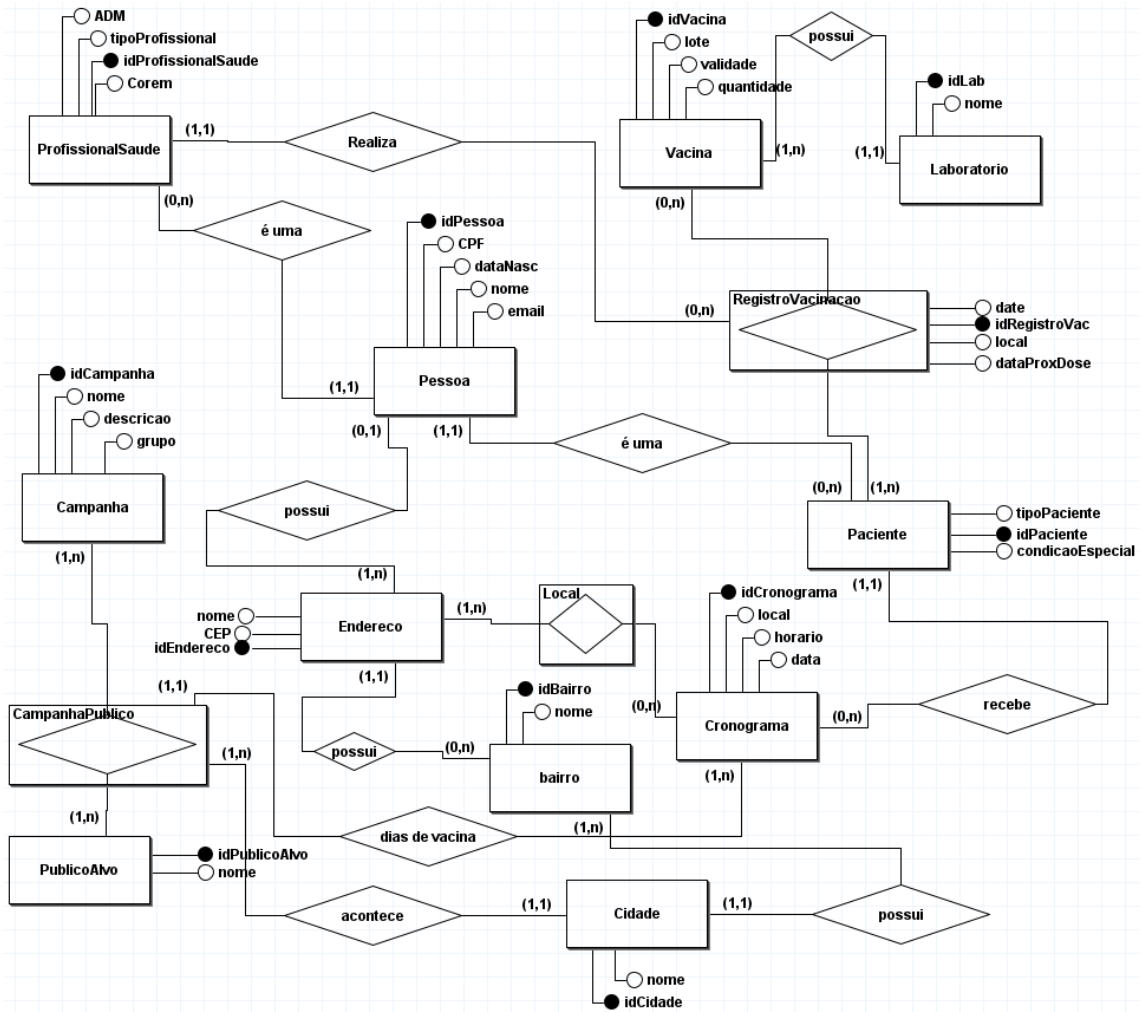 ADM
tipoProfissional
idProfissionalSaude
Corem
ProfissionalSaude
(1,1)
Realiza
(0,n)
é uma
idVacina
lote
validade
quantidade
Vacina
(0,n)
(1,n)
possui
(1,1)
idLab
nome
Laboratorio
idPessoa
CPF
dataNasc
nome
email
Pessoa
(1,1)
(0,1)
(1,1)
(0,n)
RegistroVacinacao
date
idRegistroVac
local
dataProxDose
é uma
idCampanha
nome
descricao
grupo
Campanha
(1,n)
possui
(1,n)
(0,n)
(1,n)
Paciente
tipoPaciente
idPaciente
condicaoEspecial
(1,1)
nome
CEP
idEndereco
Endereco
(1,n)
(1,1)
Local
idCronograma
local
horario
data
Cronograma
(0,n)
(0,n)
(1,n)
recebe
(1,1)
CampanhaPublico
(1,n)
(1,n)
possui
(0,n)
idBairro
nome
bairro
(1,n)
dias de vacina
PublicoAlvo
idPublicoAlvo
nome
acontece
(1,1)
Cidade
(1,1)
possui
nome
idCidade